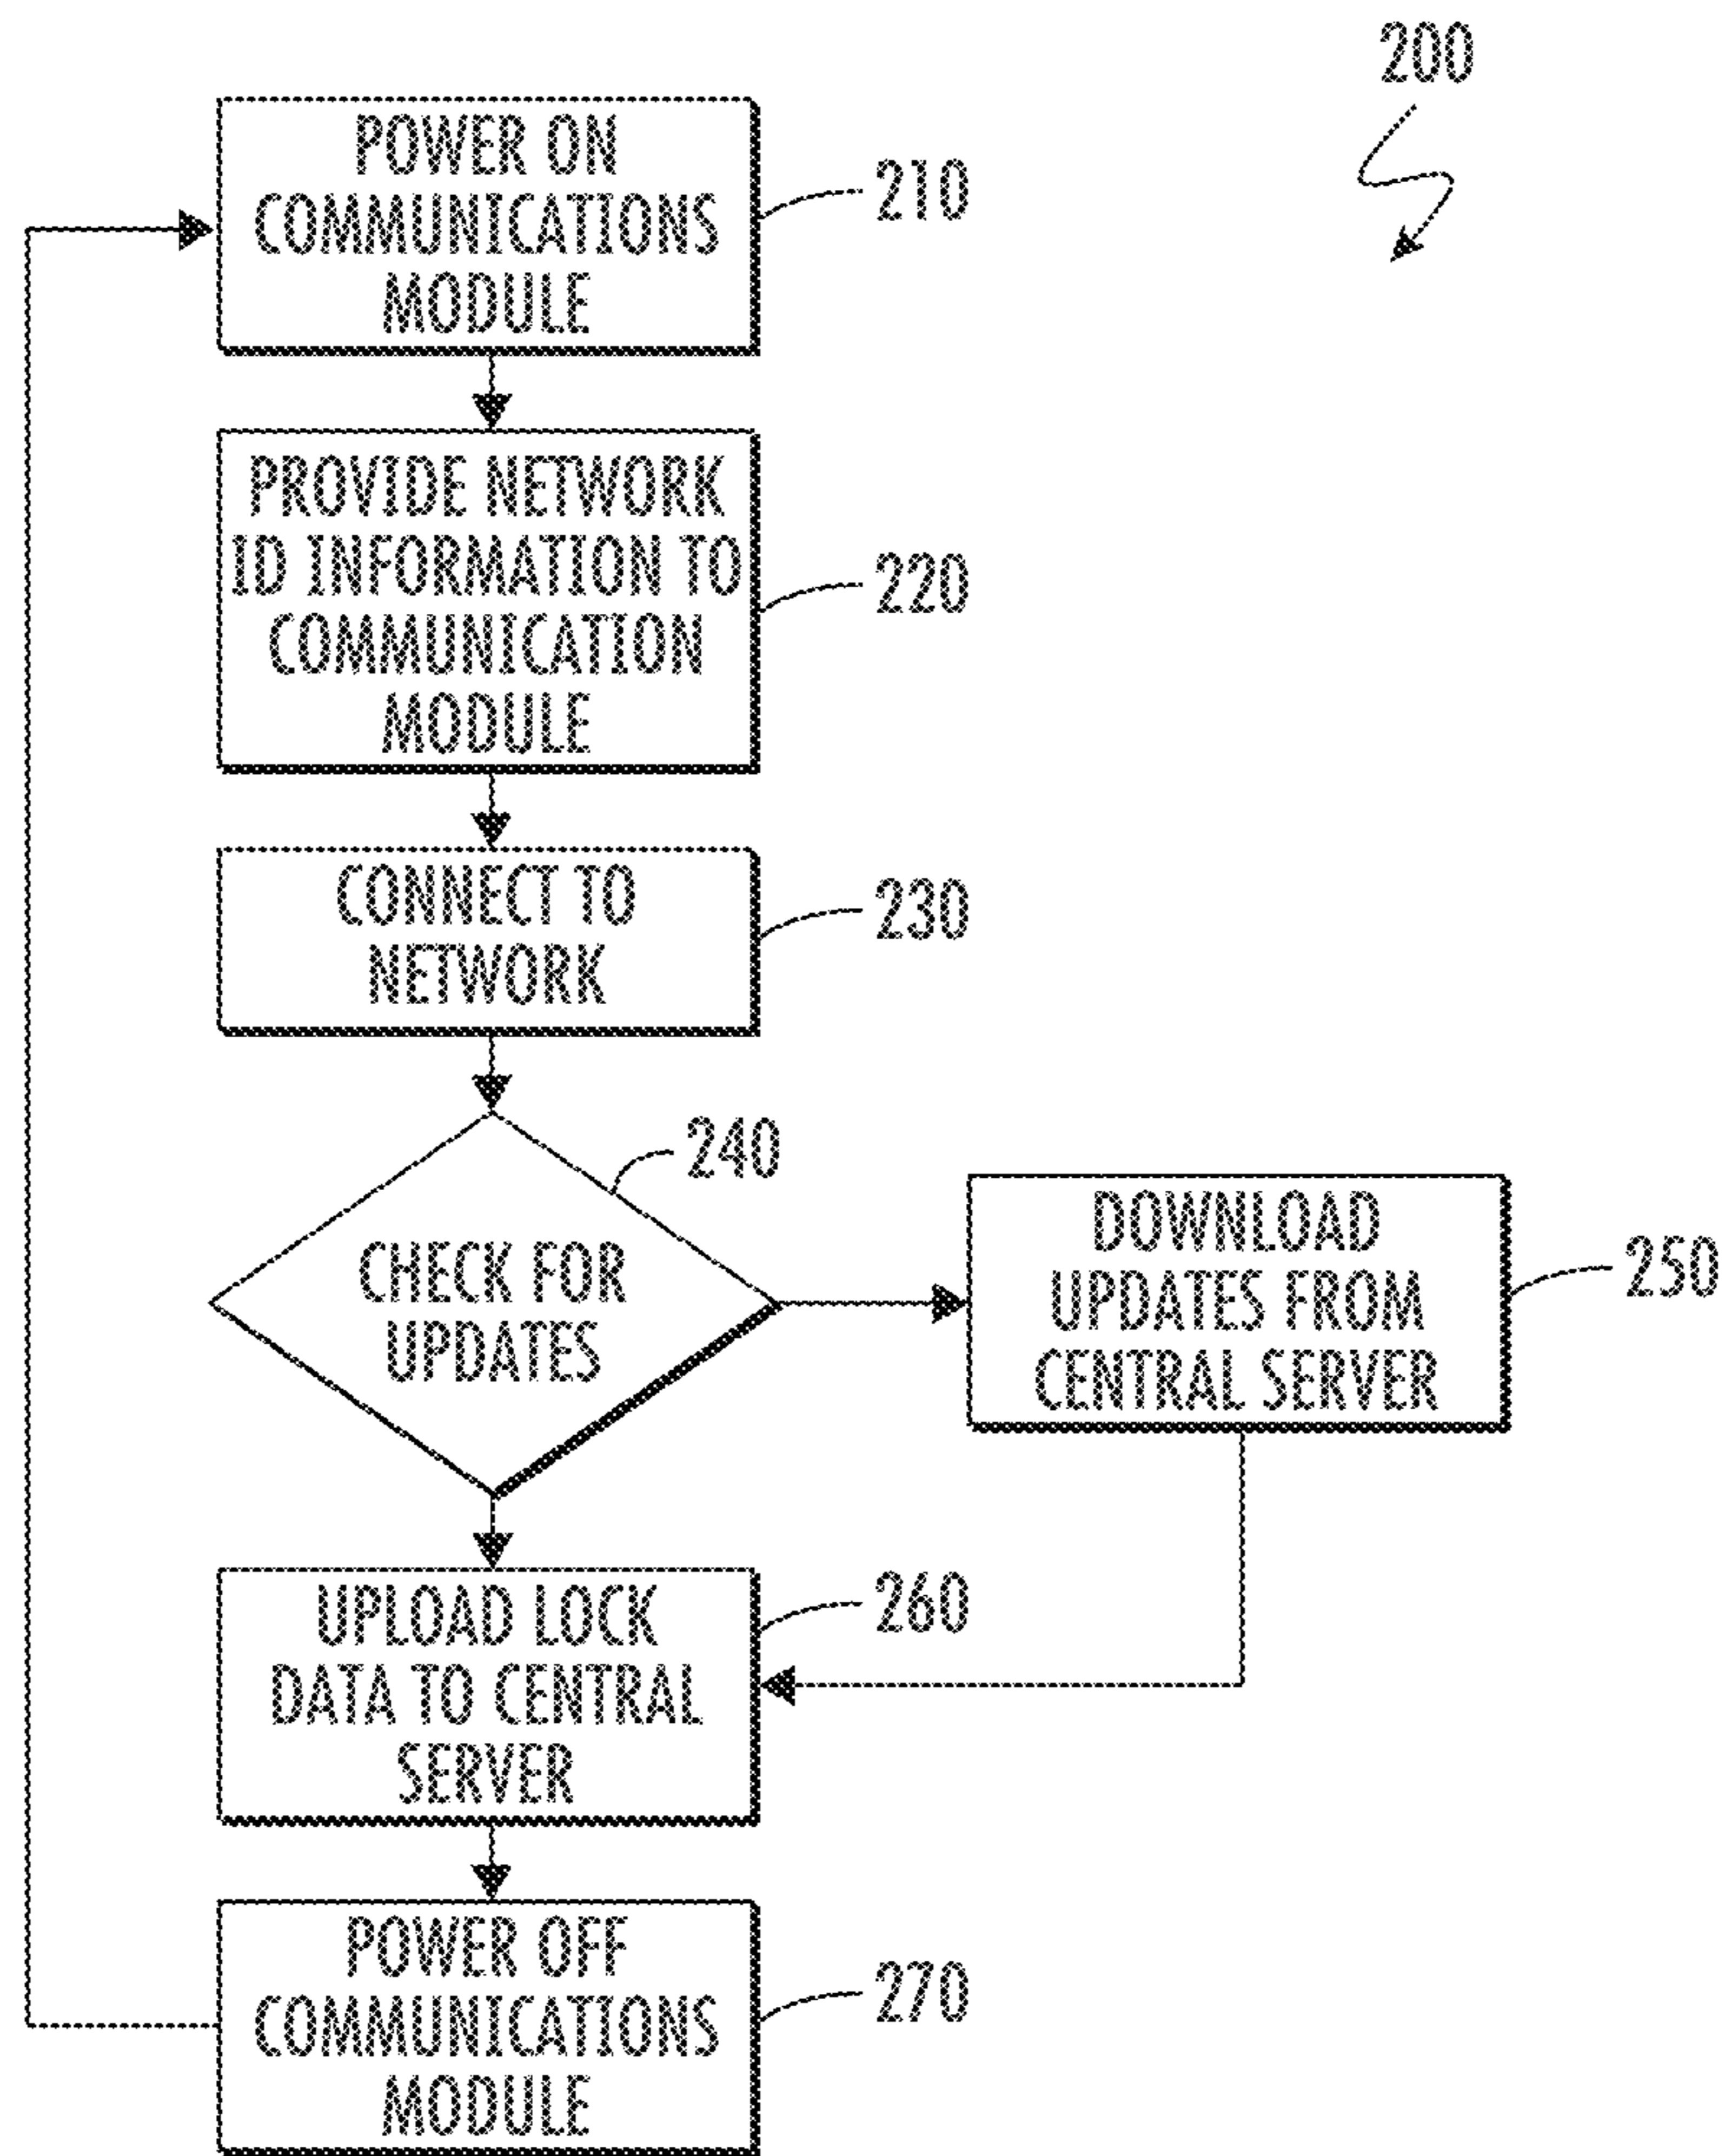 200
POWER ON
COMMUNICATIONS
MODULE
210
PROVIDE NETWORK
ID INFORMATION TO
COMMUNICATION
MODULE
220
CONNECT TO
NETWORK
230
240
CHECK FOR
UPDATES
DOWNLOAD
UPDATES FROM
CENTRAL SERVER
250
UPLOAD LOCK
DATA TO CENTRAL
SERVER
260
POWER OFF
COMMUNICATIONS
MODULE
270